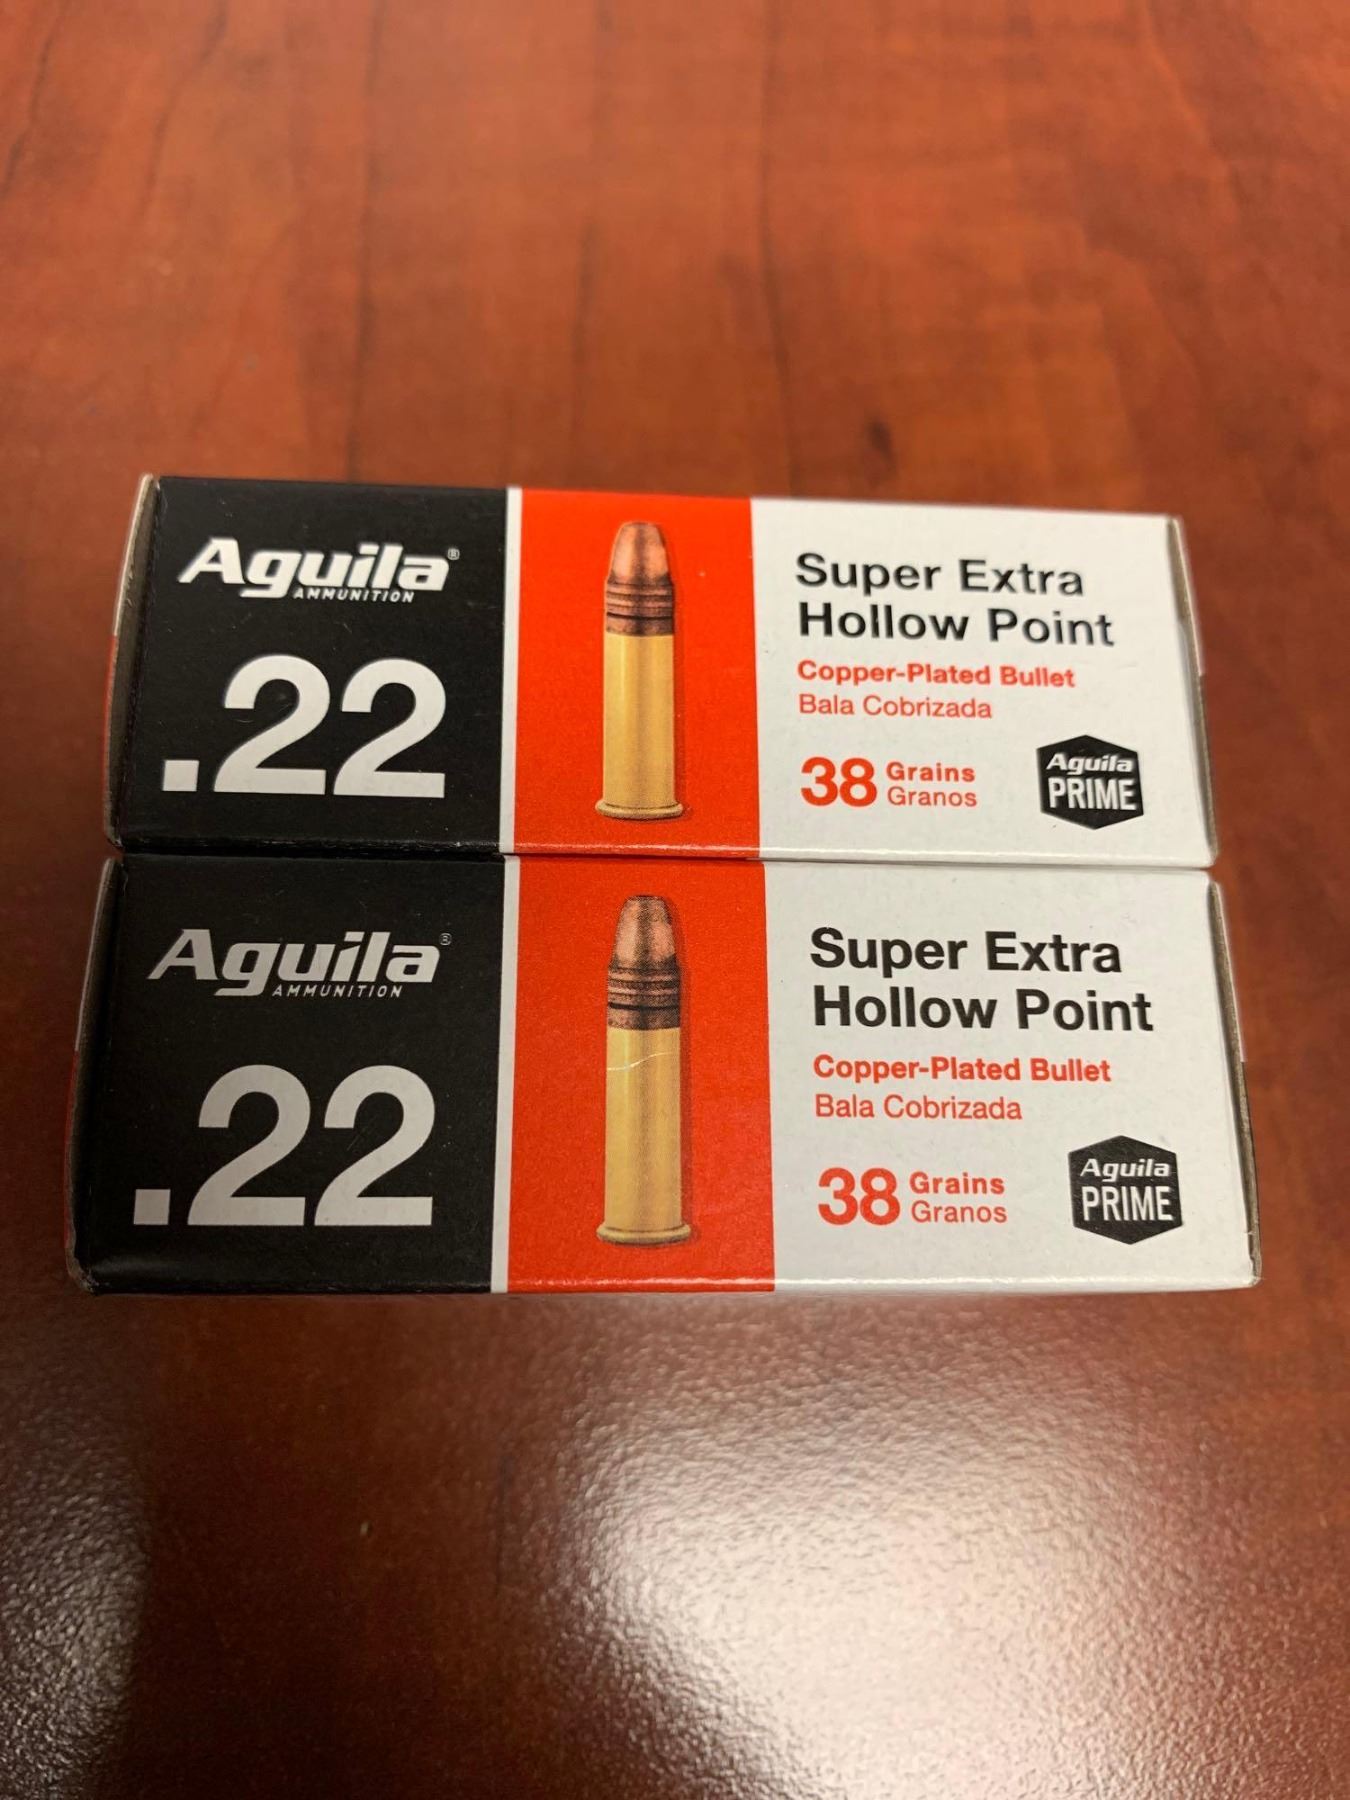 Aguila®
AMMUNITION
.22
Super Extra
Hollow Point
Copper-Plated Bullet
Bala Cobrizada
38 Grains
Granos
Aguila
PRIME
Aguila®
AMMUNITION
.22
Super Extra
Hollow Point
Copper-Plated Bullet
Bala Cobrizada
38 Grains
Granos
Aguila
PRIME